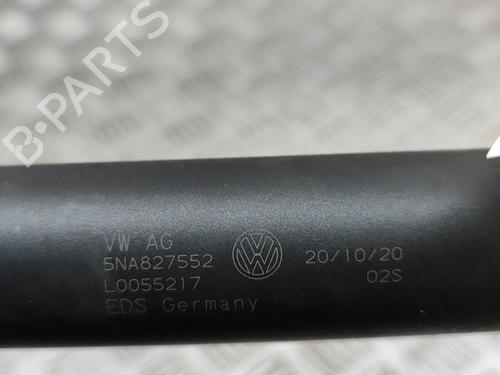 B-PARTS
VW AG
5NA827552
L0055217
EDS Germany
20/10/20
02S